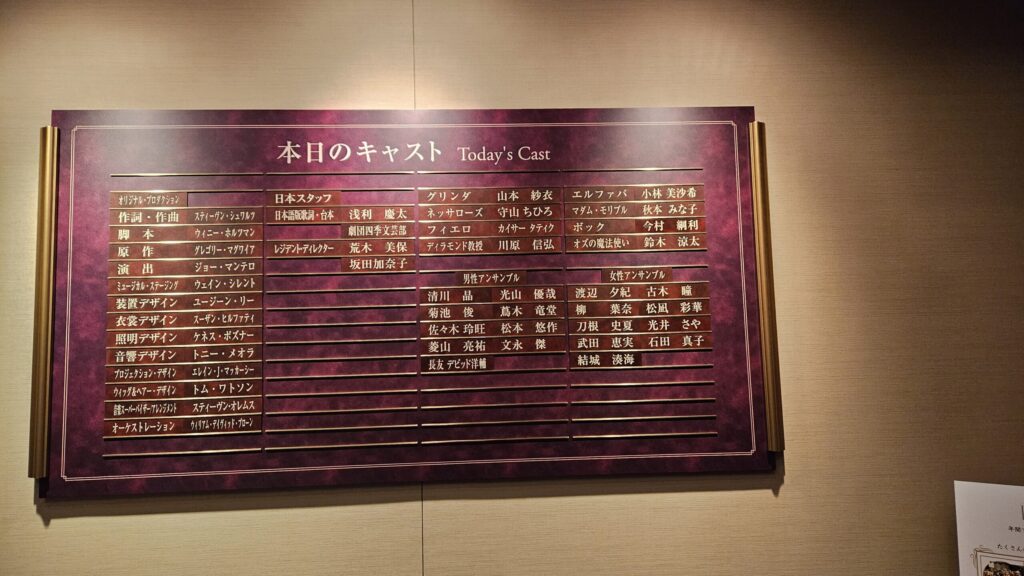 本日のキャスト Today's Cast
オリジナル・プロダクション
作詞・作曲 スティーヴン・シュワルツ
脚本 ウィニー・ホルツマン
原作 グレゴリー・マグワイア
演出 ジョー・マンテロ
ミュージカル・ステージング ウェイン・シレント
装置デザイン ユージーン・リー
衣裳デザイン スーザン・ヒルファティ
照明デザイン ケネス・ポズナー
音響デザイン トニー・メオラ
プロジェクション・デザイン エレイン・J・マッカーシー
ウィッグ&ヘアー・デザイン トム・ワトソン
音楽スーパーバイザー/アレンジメント スティーヴン・オレムス
オーケストレーション ウィリアム・デイヴィッド・ブローン
日本スタッフ
日本語版歌詞・台本 浅利 慶太
劇団四季文芸部
レジデントディレクター 荒木 美保
坂田加奈子
グリンダ 山本 紗衣
ネッサローズ 守山 ちひろ
フィエロ カイサー タティク
ディラモンド教授 川原 信弘
エルファバ 小林 美沙希
マダム・モリブル 秋本 みな子
ボック 今村 綱利
オズの魔法使い 鈴木 涼太
男性アンサンブル
清川 晶 光山 優哉
菊池 俊 蔦木 竜堂
佐々木 玲旺 松本 悠作
菱山 亮祐 文永 傑
長友 デビッド洋輔
女性アンサンブル
渡辺 夕紀 古木 瞳
柳 葉奈 松凪 彩華
刀根 史夏 光井 さや
武田 恵実 石田 真子
結城 湊海
年間
たくさん